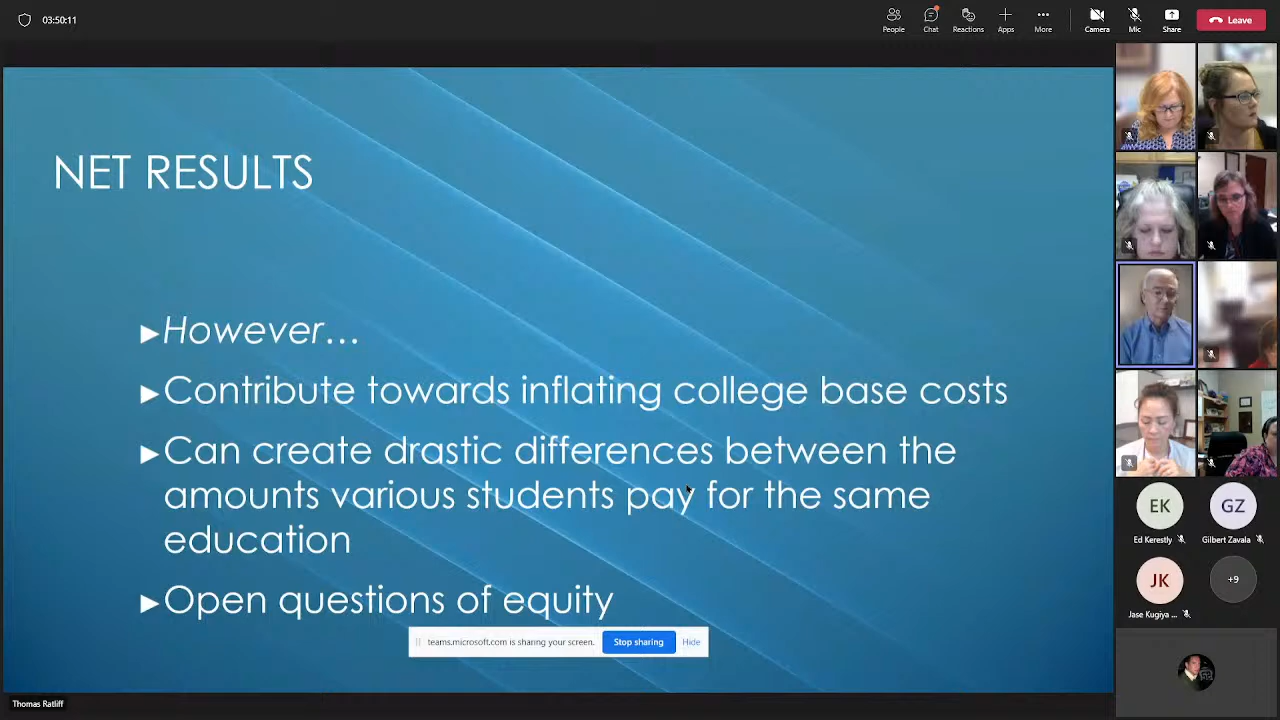 03:50:11
People
Chat
Reactions
Apps
More
Camera
Mic
Share
Leave
NET RESULTS
However...
Contribute towards inflating college base costs
Can create drastic differences between the
amounts various students pay for the same
education
Open questions of equity
teams.microsoft.com is sharing your screen.
Stop sharing
Hide
EK
Ed Kerestly
GZ
Gilbert Zavala
JK
Jase Kugiya ...
+9
Thomas Ratliff